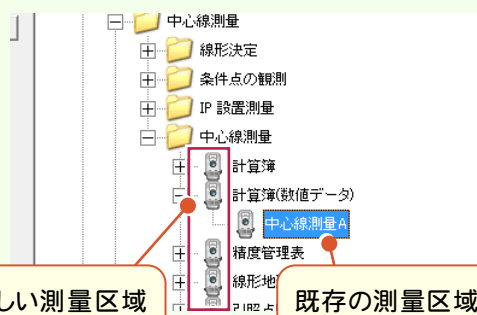 中心線測量
線形決定
条件点の観測
IP 設置測量
中心線測量
計算簿
計算簿(数値データ)
中心線測量A
精度管理表
線形地
引照点
しい測量区域
既存の測量区域